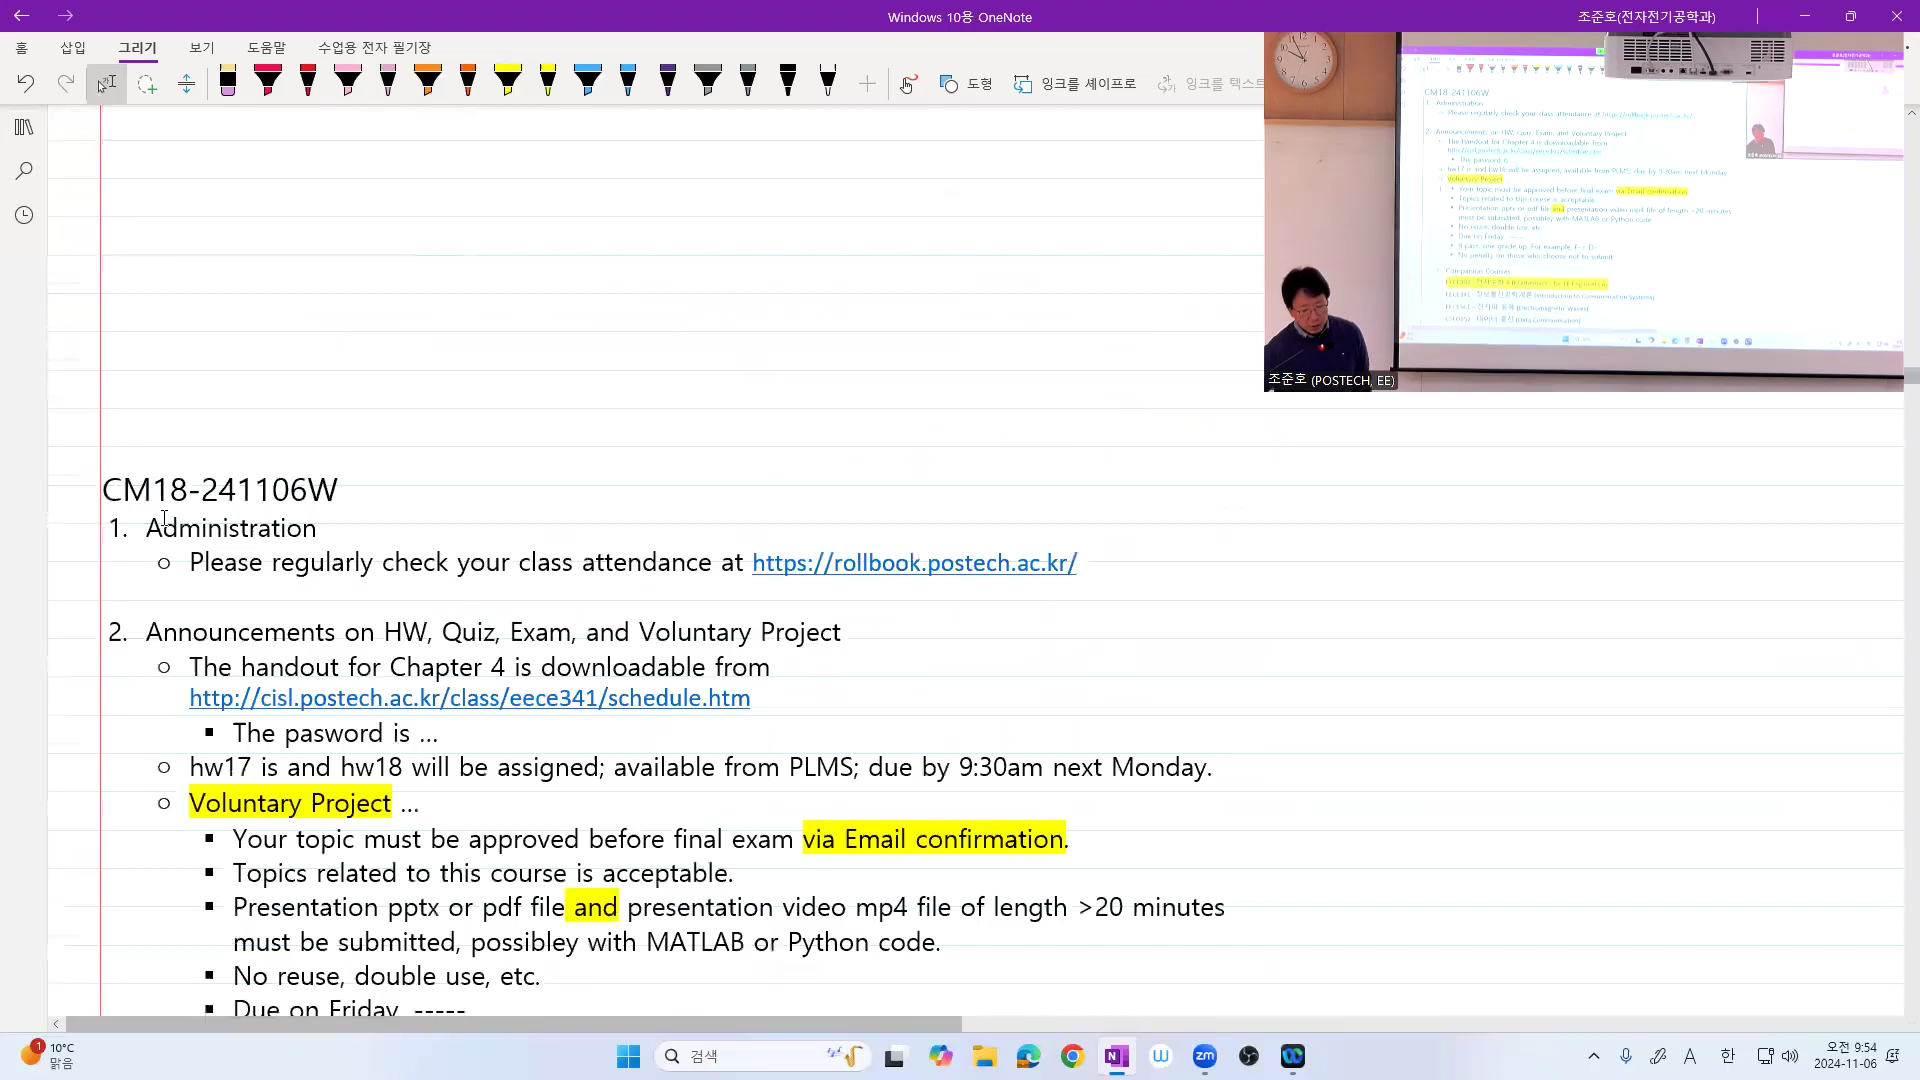 Windows 10용 OneNote
조준호(전자전기공학과)
홈 삽입 그리기 보기 도움말 수업용 전자 필기장
도형 잉크를 셰이프로 잉크를 텍스트
조준호 (POSTECH, EE)
CM18-241106W
1. Administration
Please regularly check your class attendance at https://rollbook.postech.ac.kr/
2. Announcements on HW, Quiz, Exam, and Voluntary Project
The handout for Chapter 4 is downloadable from
http://cisl.postech.ac.kr/class/eece341/schedule.htm
The pasword is ...
hw17 is and hw18 will be assigned; available from PLMS; due by 9:30am next Monday.
Voluntary Project ...
Your topic must be approved before final exam via Email confirmation.
Topics related to this course is acceptable.
Presentation pptx or pdf file and presentation video mp4 file of length >20 minutes
must be submitted, possibley with MATLAB or Python code.
No reuse, double use, etc.
Due on Friday, -----
1 10°C
맑음
검색
zm
A 한
오전 9:54
2024-11-06